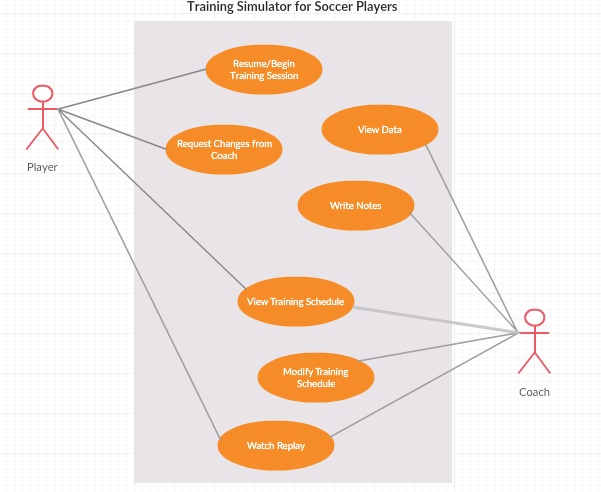 Training Simulator for Soccer Players
Resume/Begin
Training Session
View Data
Request Changes from
Coach
Player
Write Notes
View Training Schedule
Modify Training
Schedule
Coach
Watch Replay